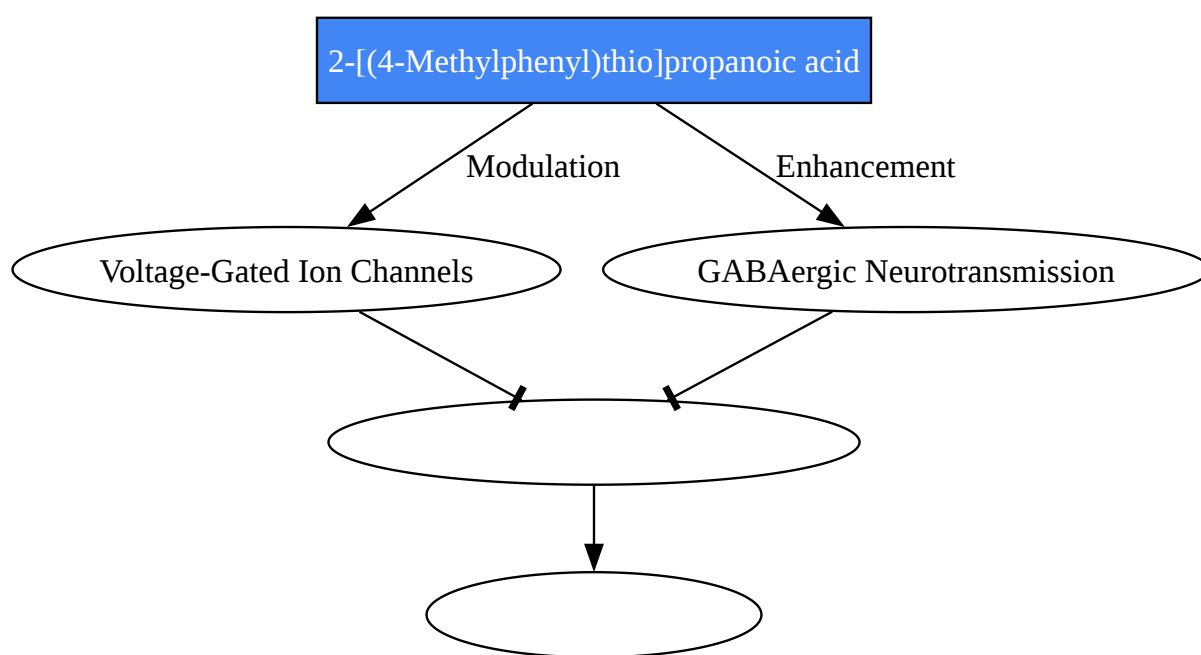 2-[(4-Methylphenyl)thio]propanoic acid
Modulation
Enhancement
Voltage-Gated Ion Channels
GABAergic Neurotransmission